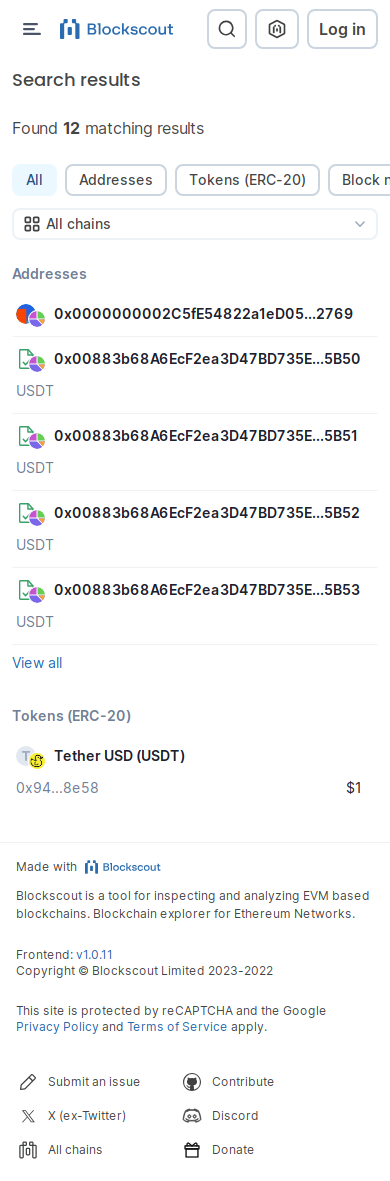 Blockscout
Log in
Search results
Found 12 matching results
All
Addresses
Tokens (ERC-20)
Block
All chains
Addresses
0x0000000002C5fE54822a1eD05...2769
0x00883b68A6EcF2ea3D47BD735E...5B50
USDT
0x00883b68A6EcF2ea3D47BD735E...5B51
USDT
0x00883b68A6EcF2ea3D47BD735E...5B52
USDT
0x00883b68A6EcF2ea3D47BD735E...5B53
USDT
View all
Tokens (ERC-20)
T
Tether USD (USDT)
0x94...8e58 $1
Made with Blockscout
Blockscout is a tool for inspecting and analyzing EVM based
blockchains. Blockchain explorer for Ethereum Networks.
Frontend: v1.0.11
Copyright © Blockscout Limited 2023-2022
This site is protected by reCAPTCHA and the Google
Privacy Policy and Terms of Service apply.
Submit an issue
Contribute
X (ex-Twitter)
Discord
All chains
Donate